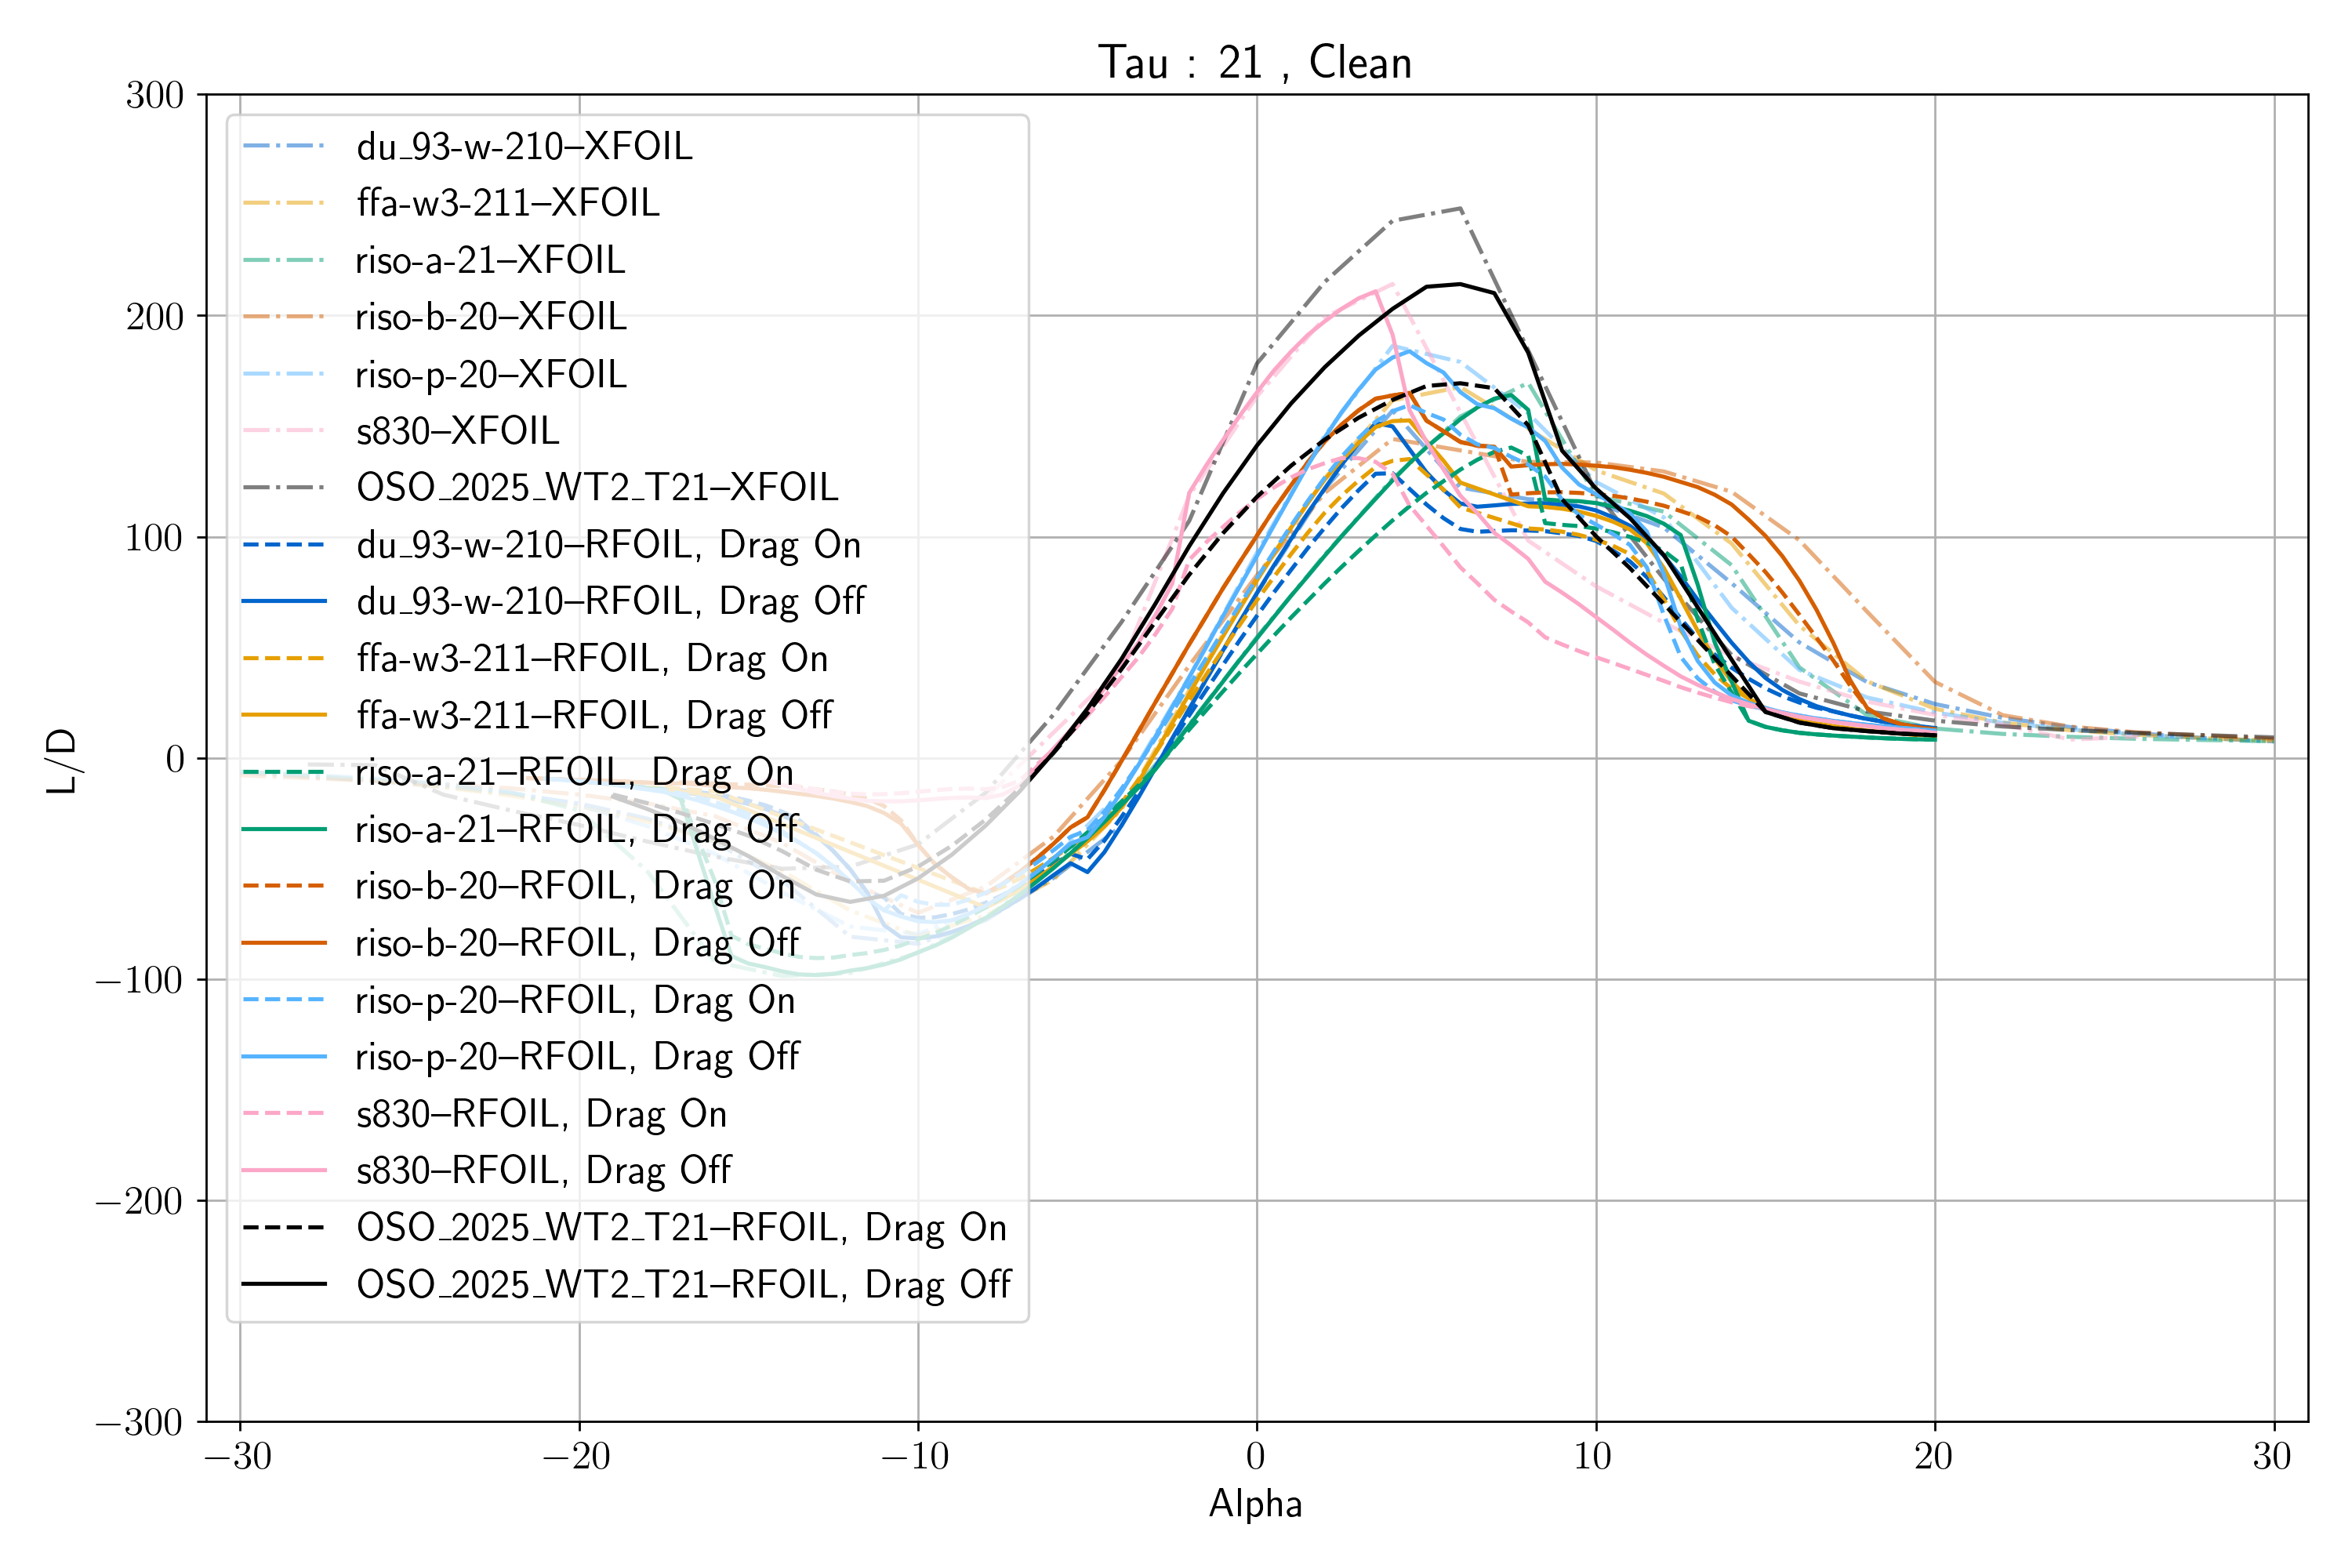 Tau : 21 , Clean
300
200
100
0
−100
−200
−300
L/D
du_93-w-210–XFOIL
ffa-w3-211–XFOIL
riso-a-21–XFOIL
riso-b-20–XFOIL
riso-p-20–XFOIL
s830–XFOIL
OSO_2025_WT2_T21–XFOIL
du_93-w-210–RFOIL, Drag On
du_93-w-210–RFOIL, Drag Off
ffa-w3-211–RFOIL, Drag On
ffa-w3-211–RFOIL, Drag Off
riso-a-21–RFOIL, Drag On
riso-a-21–RFOIL, Drag Off
riso-b-20–RFOIL, Drag On
riso-b-20–RFOIL, Drag Off
riso-p-20–RFOIL, Drag On
riso-p-20–RFOIL, Drag Off
s830–RFOIL, Drag On
s830–RFOIL, Drag Off
OSO_2025_WT2_T21–RFOIL, Drag On
OSO_2025_WT2_T21–RFOIL, Drag Off
−30 −20 −10 0 10 20 30
Alpha